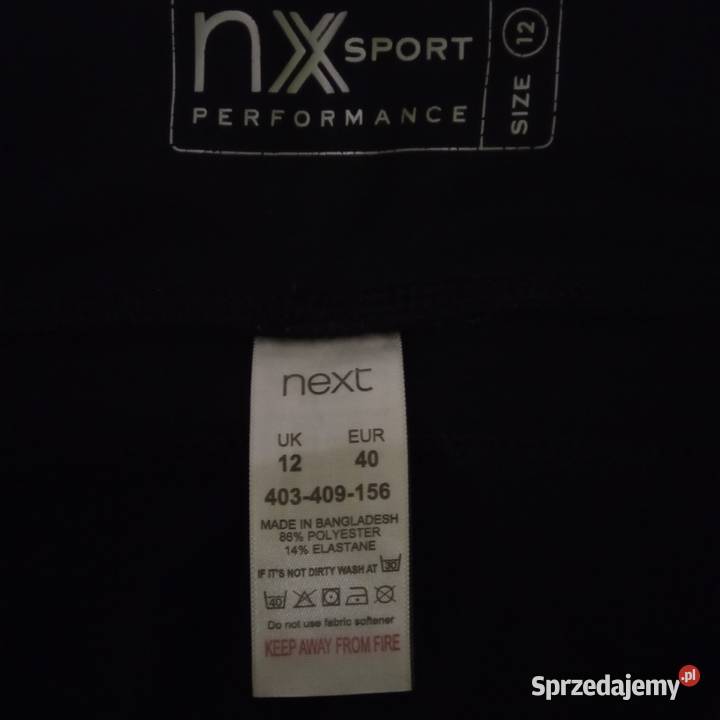 nX SPORT
PERFORMANCE
SIZE 12
next
UK EUR
12 40
403-409-156
MADE IN BANGLADESH
86% POLYESTER
14% ELASTANE
IF IT'S NOT DIRTY WASH AT 30
40
Do not use fabric softener
KEEP AWAY FROM FIRE
Sprzedajemy.pl